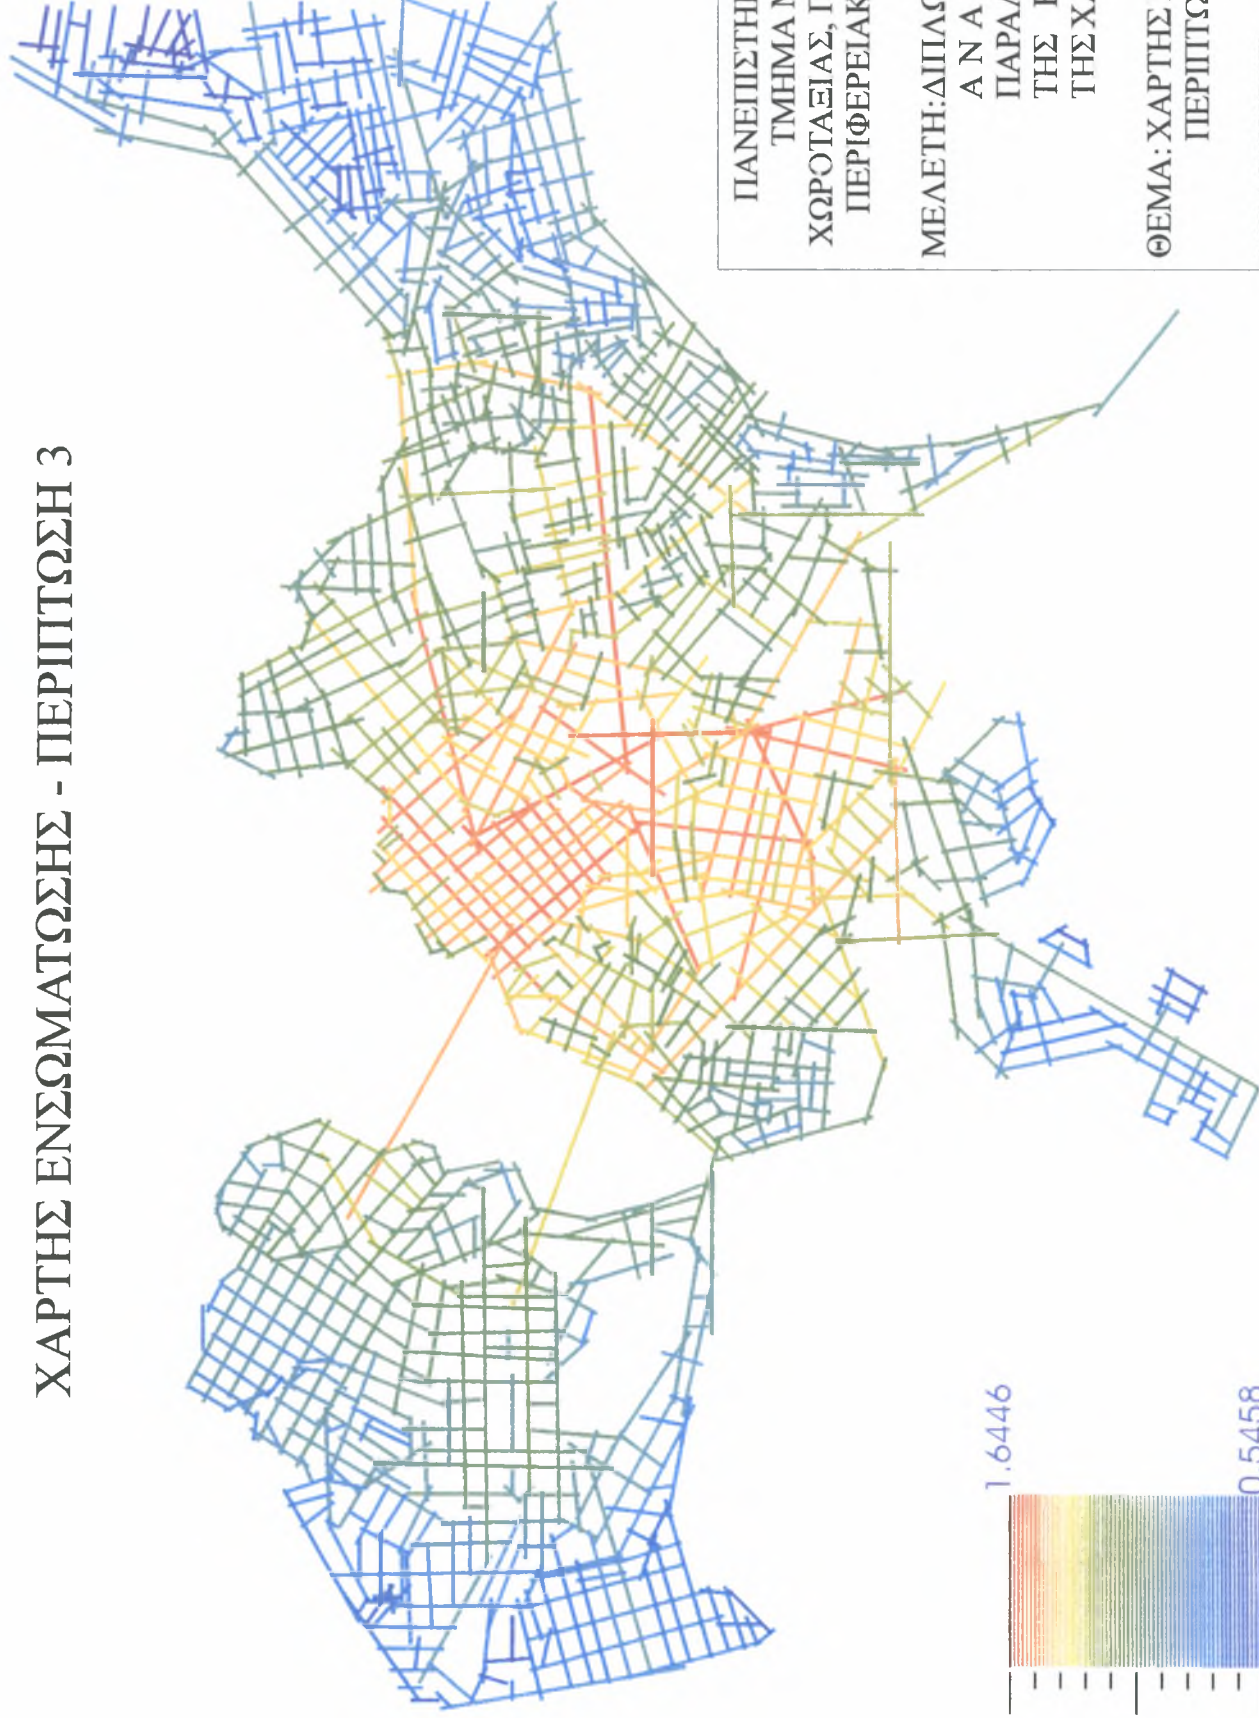 ΧΑΡΤΗΣ ΕΝΣΩΜΑΤΩΣΗΣ - ΠΕΡΙΠΤΩΣΗ 3
ΠΑΝΕΠΙΣΤΗ
ΤΜΗΜΑ
ΧΩΡΟΤΑΞΙΑΣ,
ΠΕΡΙΦΕΡΕΙΑΚ
ΜΕΛΕΤΗ:ΔΙΠΛΩ
Α Ν Α
ΠΑΡΑΛ
ΤΗΣ
ΤΗΣ ΧΑ
ΘΕΜΑ: ΧΑΡΤΗΣ
ΠΕΡΙΠΤΩ
1.6446
0.5458